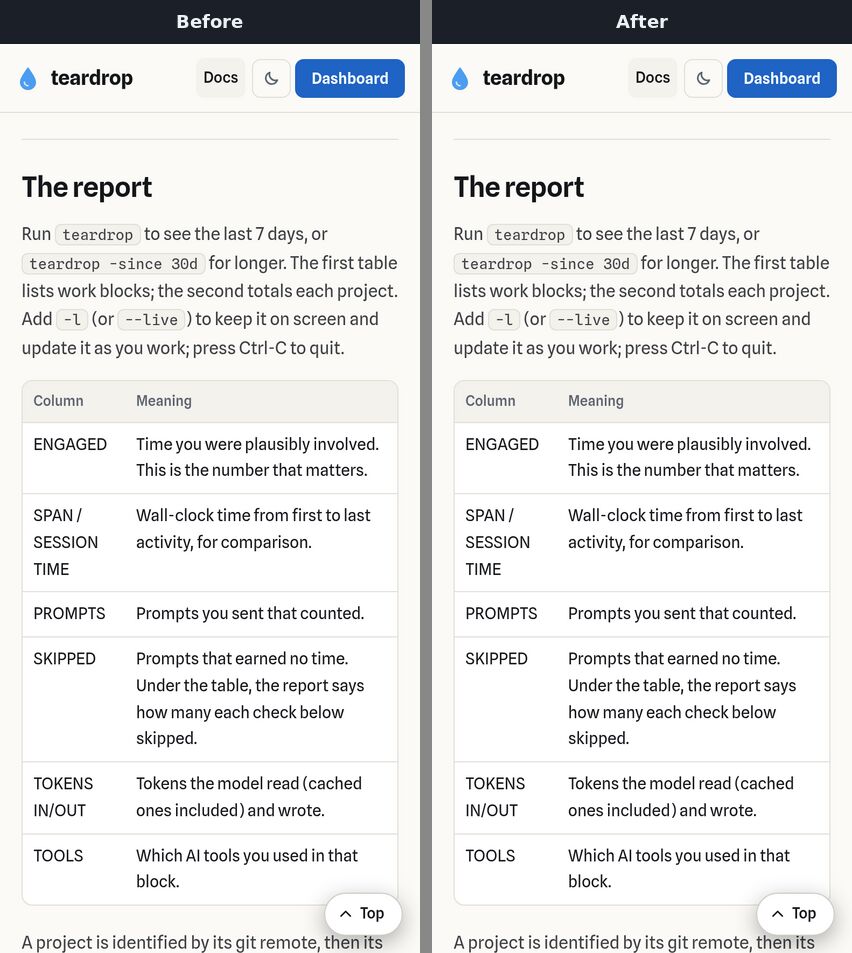 Before
teardrop
Docs
Dashboard
The report
Run teardrop to see the last 7 days, or
teardrop -since 30d for longer. The first table
lists work blocks; the second totals each project.
Add -l (or --live) to keep it on screen and
update it as you work; press Ctrl-C to quit.
Column Meaning
ENGAGED Time you were plausibly involved.
This is the number that matters.
SPAN / Wall-clock time from first to last
SESSION activity, for comparison.
TIME
PROMPTS Prompts you sent that counted.
SKIPPED Prompts that earned no time.
Under the table, the report says
how many each check below
skipped.
TOKENS Tokens the model read (cached
IN/OUT ones included) and wrote.
TOOLS Which AI tools you used in that
block.
Top
A project is identified by its git remote, then its
After
teardrop
Docs
Dashboard
The report
Run teardrop to see the last 7 days, or
teardrop -since 30d for longer. The first table
lists work blocks; the second totals each project.
Add -l (or --live) to keep it on screen and
update it as you work; press Ctrl-C to quit.
Column Meaning
ENGAGED Time you were plausibly involved.
This is the number that matters.
SPAN / Wall-clock time from first to last
SESSION activity, for comparison.
TIME
PROMPTS Prompts you sent that counted.
SKIPPED Prompts that earned no time.
Under the table, the report says
how many each check below
skipped.
TOKENS Tokens the model read (cached
IN/OUT ones included) and wrote.
TOOLS Which AI tools you used in that
block.
Top
A project is identified by its git remote, then its